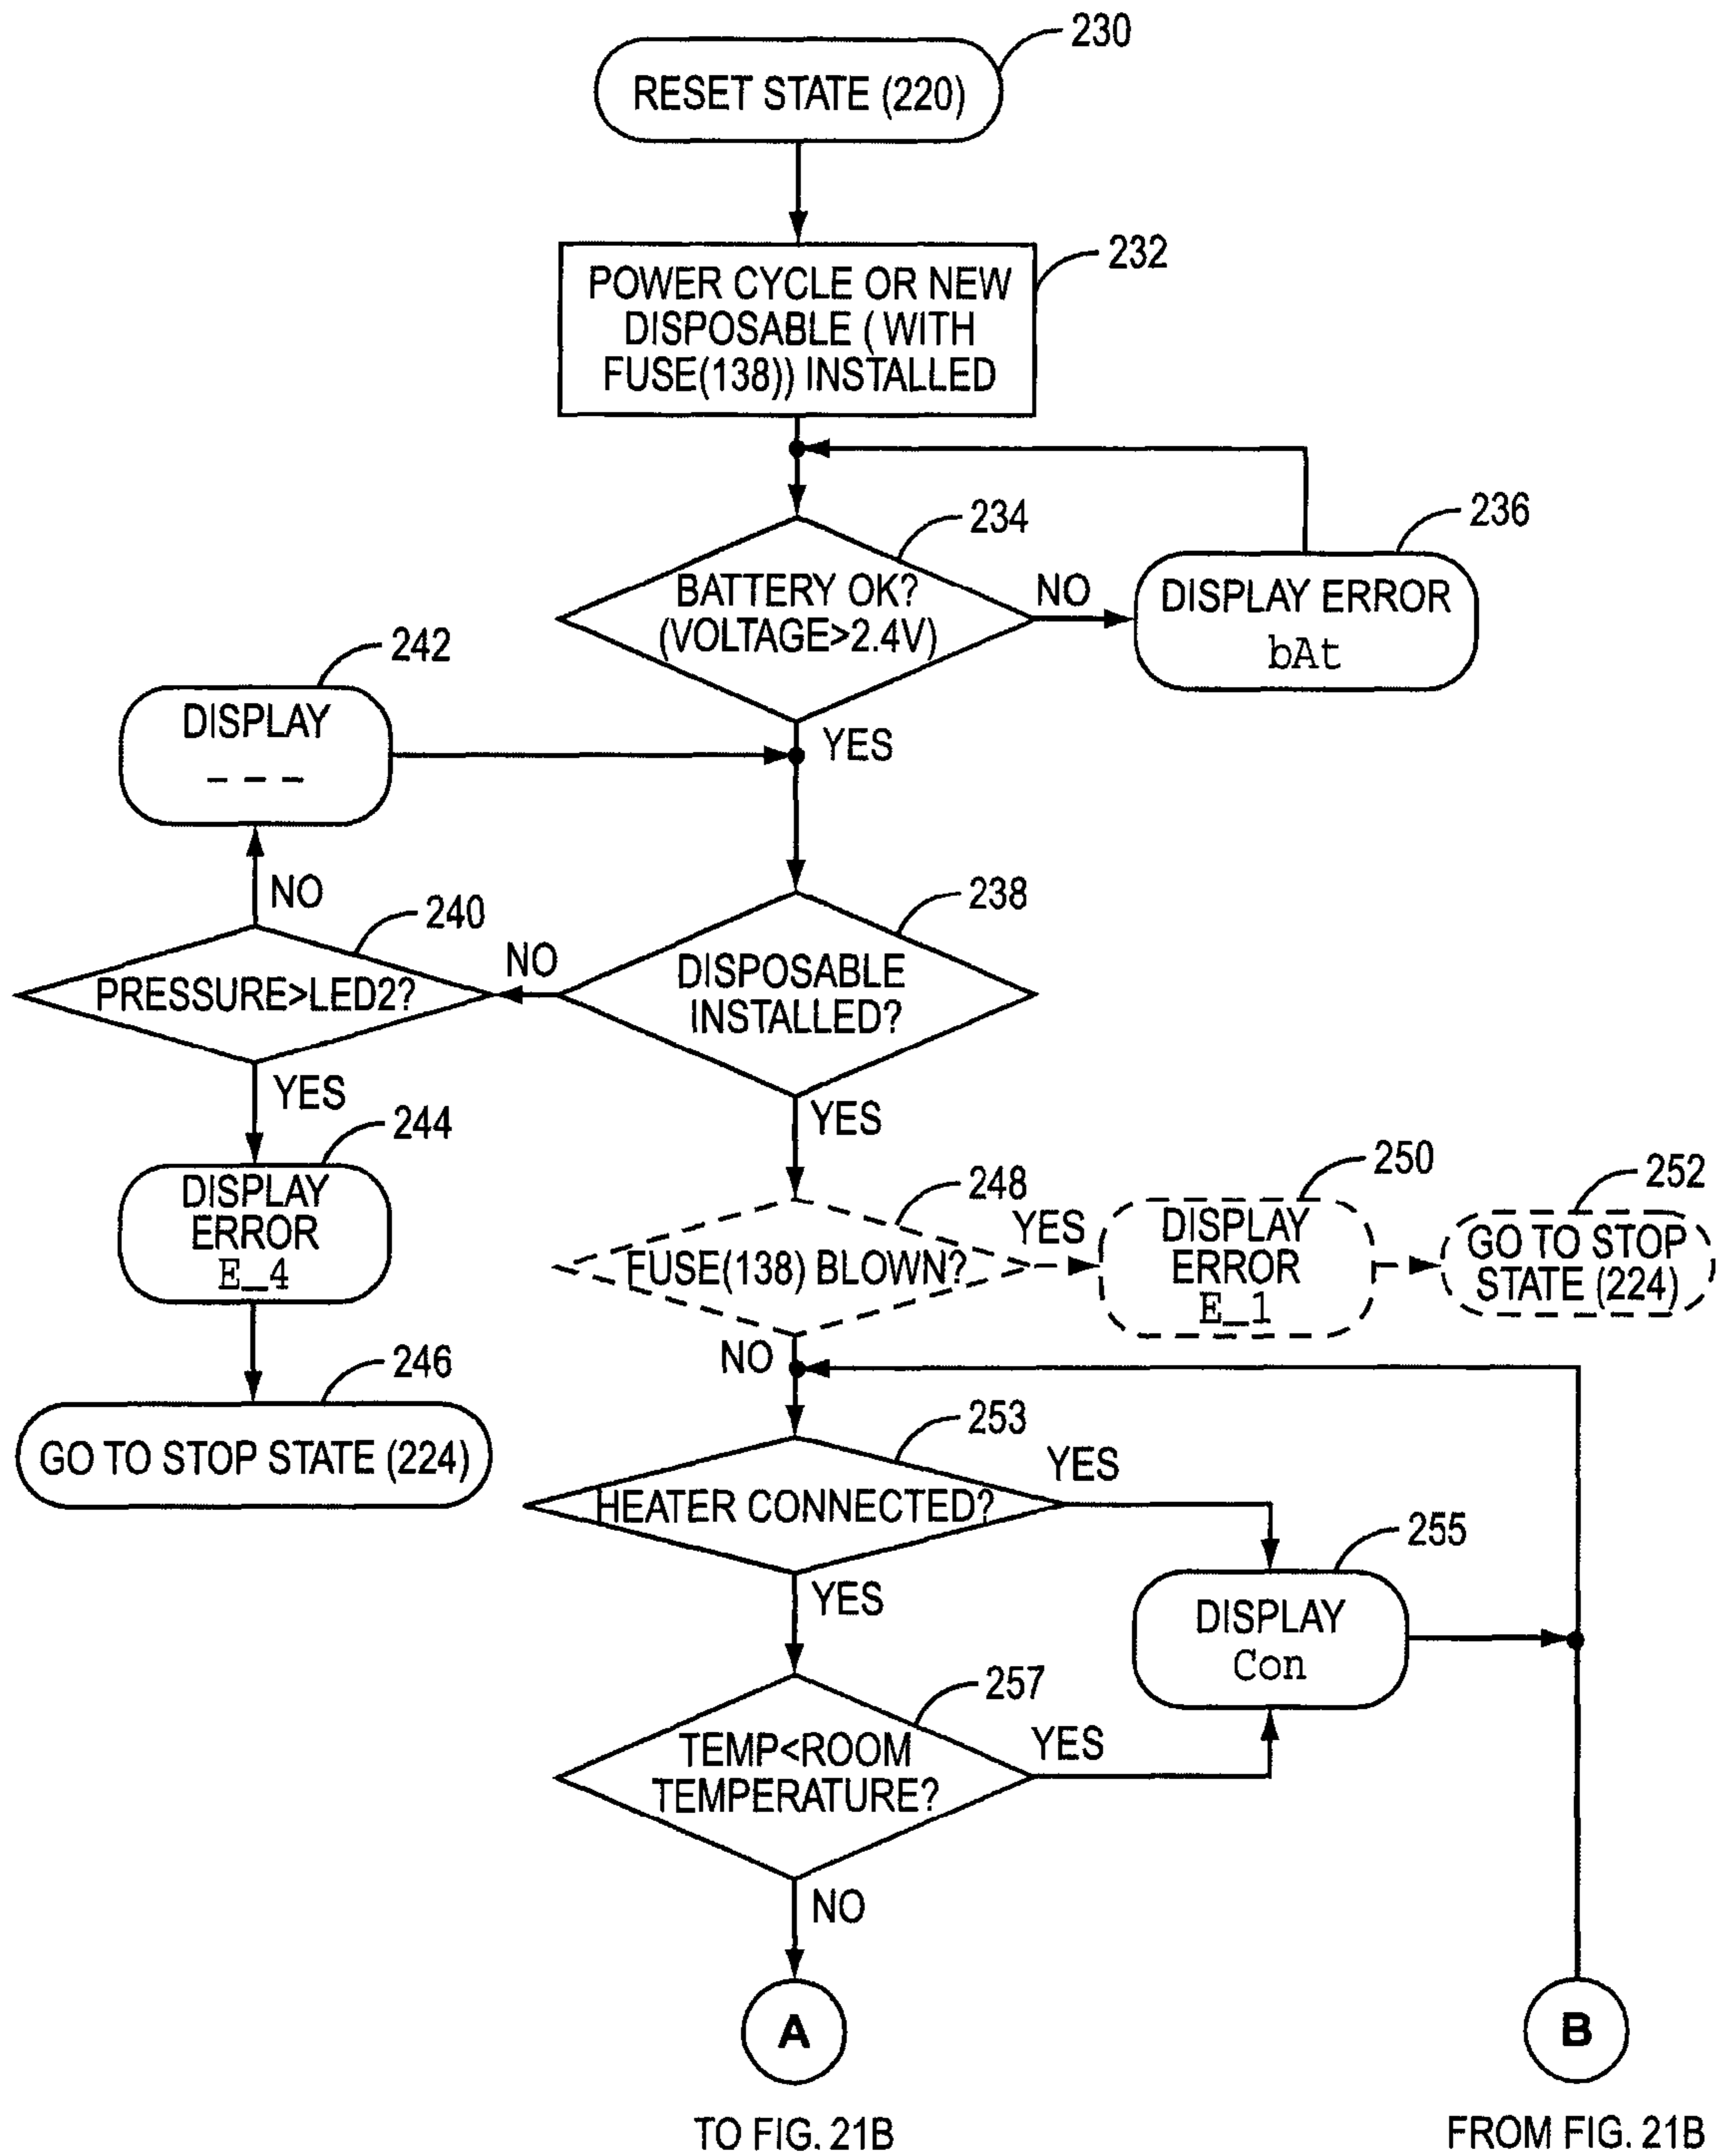 230
RESET STATE (220)
232
POWER CYCLE OR NEW
DISPOSABLE ( WITH
FUSE(138)) INSTALLED
234
BATTERY OK?
(VOLTAGE>2.4V)
NO
236
DISPLAY ERROR
bAt
YES
242
DISPLAY
– – –
NO
240
PRESSURE>LED2?
NO
238
DISPOSABLE
INSTALLED?
YES
244
DISPLAY
ERROR
E_4
246
GO TO STOP STATE (224)
YES
248
FUSE(138) BLOWN?
YES
250
DISPLAY
ERROR
E_1
252
GO TO STOP
STATE (224)
NO
253
HEATER CONNECTED?
YES
YES
255
DISPLAY
Con
257
TEMP<ROOM
TEMPERATURE?
YES
NO
A
TO FIG. 21B
B
FROM FIG. 21B